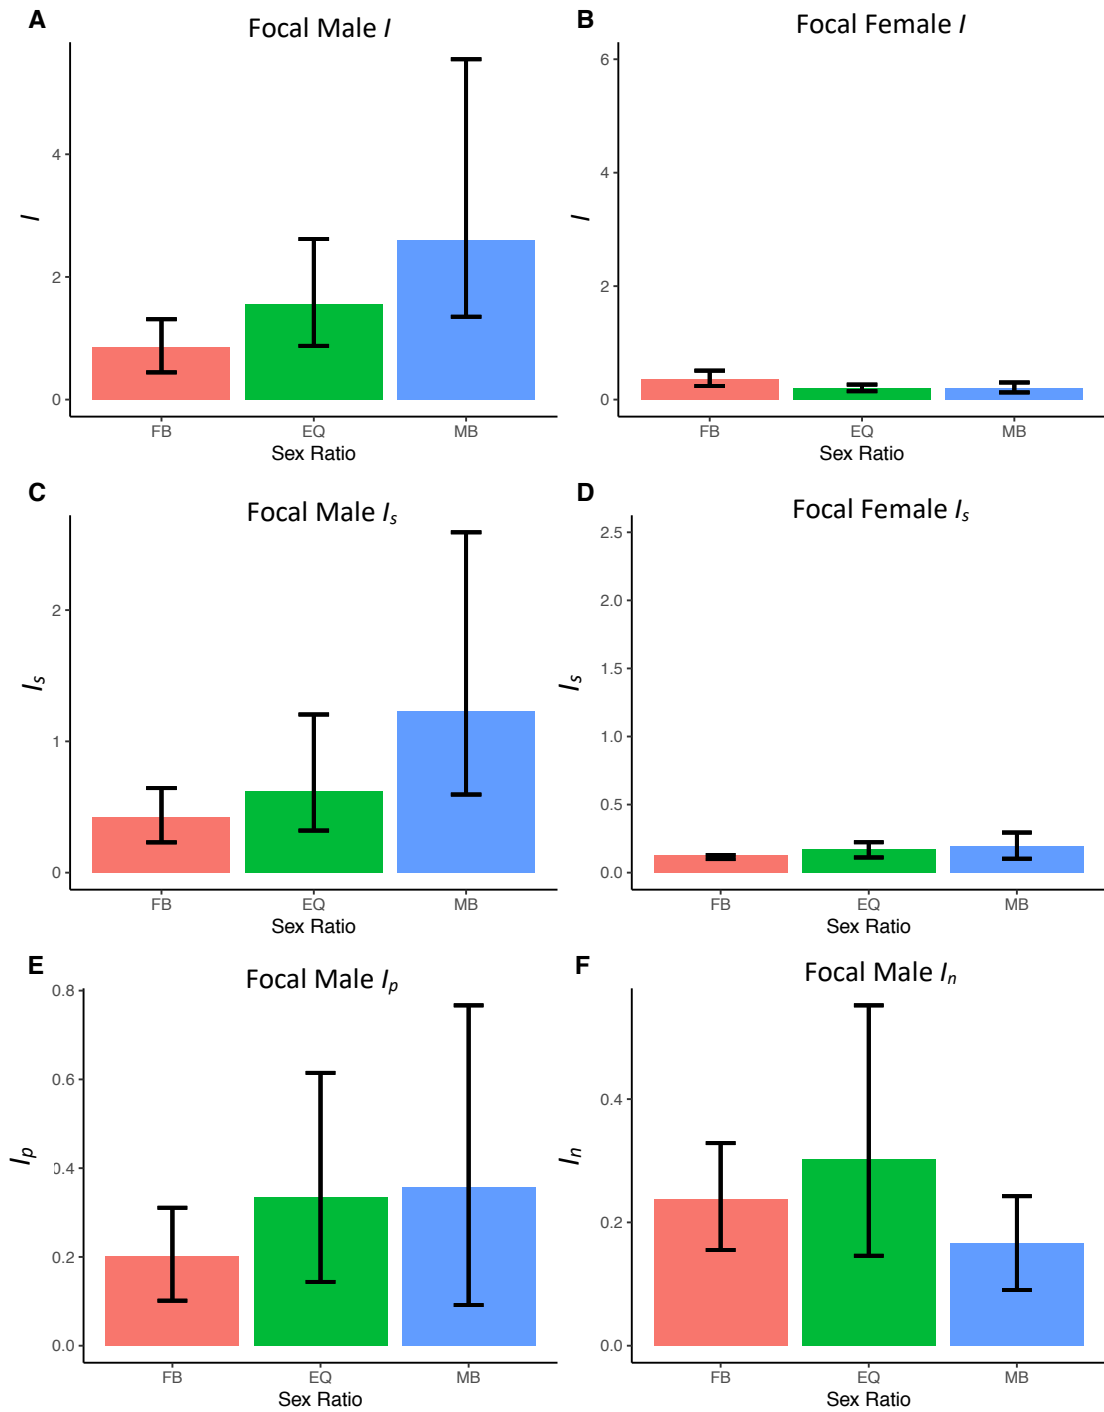 A
Focal Male I
I
4
2
0
FB EQ MB
Sex Ratio
B
Focal Female I
I
6
4
2
0
FB EQ MB
Sex Ratio
C
Focal Male Is
Is
2
1
0
FB EQ MB
Sex Ratio
D
Focal Female Is
Is
2.5
2.0
1.5
1.0
0.5
0.0
FB EQ MB
Sex Ratio
E
Focal Male Ip
Ip
0.8
0.6
0.4
0.2
0.0
FB EQ MB
Sex Ratio
F
Focal Male In
In
0.4
0.2
0.0
FB EQ MB
Sex Ratio